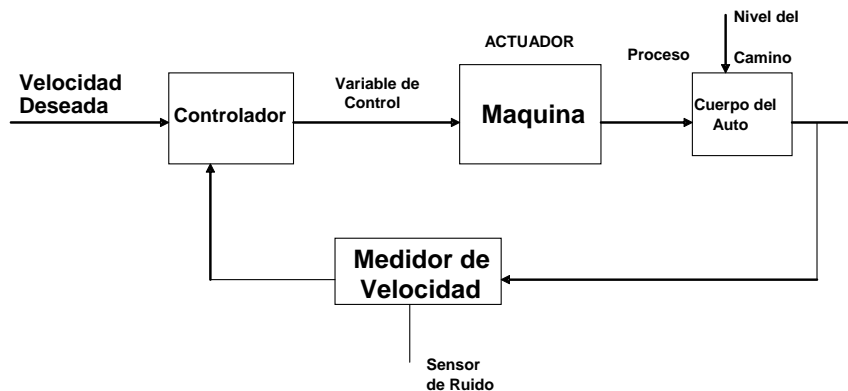 Nivel del
ACTUADOR
Proceso
Camino
Velocidad
Deseada
Variable de
Control
Controlador
Maquina
Cuerpo del
Auto
Medidor de
Velocidad
Sensor
de Ruido